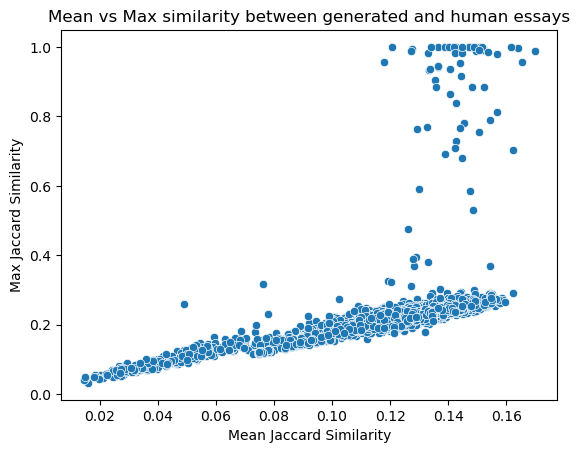 Mean vs Max similarity between generated and human essays
1.0
0.8
0.6
0.4
0.2
0.0
Max Jaccard Similarity
0.02 0.04 0.06 0.08 0.10 0.12 0.14 0.16
Mean Jaccard Similarity